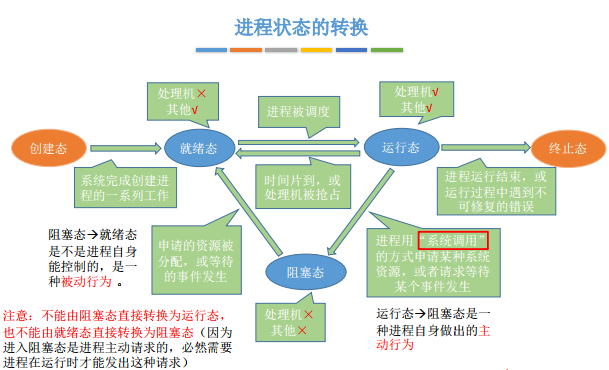 进程状态的转换
处理机×
其他√
进程被调度
处理机√
其他√
创建态
就绪态
运行态
终止态
系统完成创建进
程的一系列工作
时间片到，或
处理机被抢占
进程运行结束，或
运行过程中遇到不
可修复的错误
阻塞态→就绪态
是不是进程自身
能控制的，是一
种被动行为 。
申请的资源被
分配，或等待
的事件发生
进程用“系统调用”
的方式申请某种系统
资源，或者请求等待
某个事件发生
阻塞态
处理机×
其他×
运行态→阻塞态是一
种进程自身做出的主
动行为
注意：不能由阻塞态直接转换为运行态，
也不能由就绪态直接转换为阻塞态（因为
进入阻塞态是进程主动请求的，必然需要
进程在运行时才能发出这种请求）